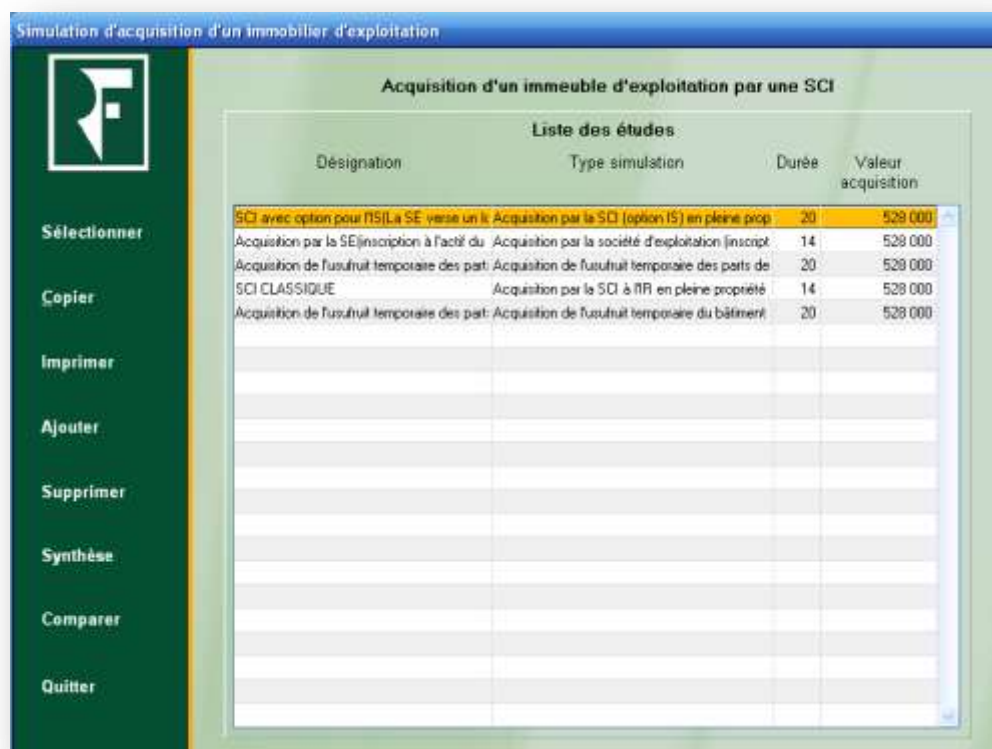 Simulation d'acquisition d'un immobilier d'exploitation
Acquisition d'un immeuble d'exploitation par une SCI
Liste des études
Désignation Type simulation Durée Valeur acquisition
SCI avec option pour l'IS(La SE verse un lo Acquisition par la SCI (option IS) en pleine prop 20 528 000
Acquisition par la SE(inscription à l'actif du Acquisition par la société d'exploitation (inscript 14 528 000
Acquisition de l'usufruit temporaire des part Acquisition de l'usufruit temporaire des parts de 20 528 000
SCI CLASSIQUE Acquisition par la SCI à l'IR en pleine propriété 14 528 000
Acquisition de l'usufruit temporaire des part Acquisition de l'usufruit temporaire du bâtiment 20 528 000
Sélectionner
Copier
Imprimer
Ajouter
Supprimer
Synthèse
Comparer
Quitter